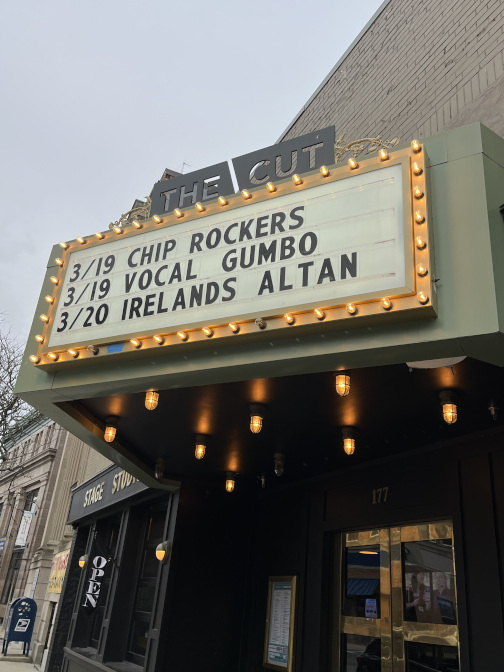 THE CUT
3/19 CHIP ROCKERS
3/19 VOCAL GUMBO
3/20 IRELANDS ALTAN
177
STAGE
OPEN